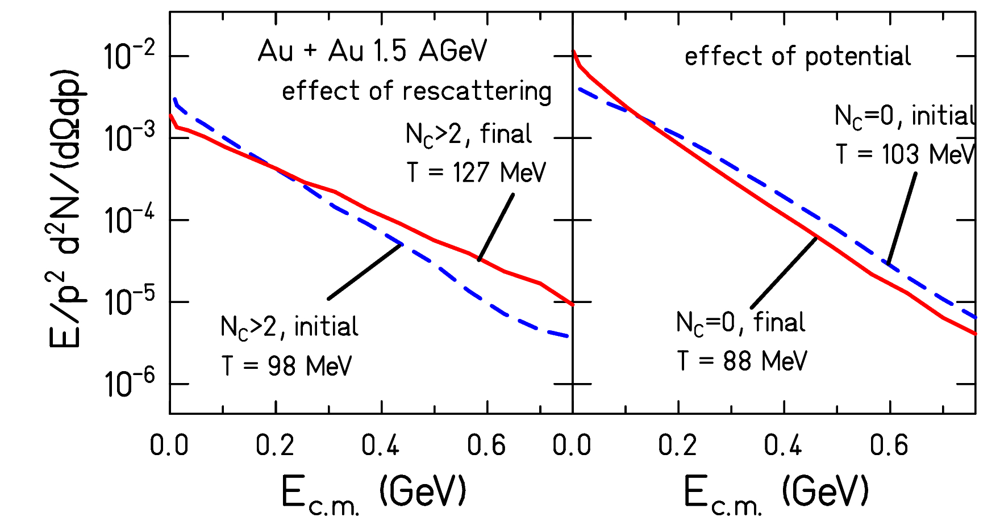 Au + Au 1.5 AGeV
effect of rescattering
N_C>2, final
T = 127 MeV
N_C>2, initial
T = 98 MeV
effect of potential
N_C=0, initial
T = 103 MeV
N_C=0, final
T = 88 MeV
E/p² d²N/(dΩdp)
10⁻²
10⁻³
10⁻⁴
10⁻⁵
10⁻⁶
0.0 0.2 0.4 0.6 0.0 0.2 0.4 0.6
E_c.m. (GeV) E_c.m. (GeV)